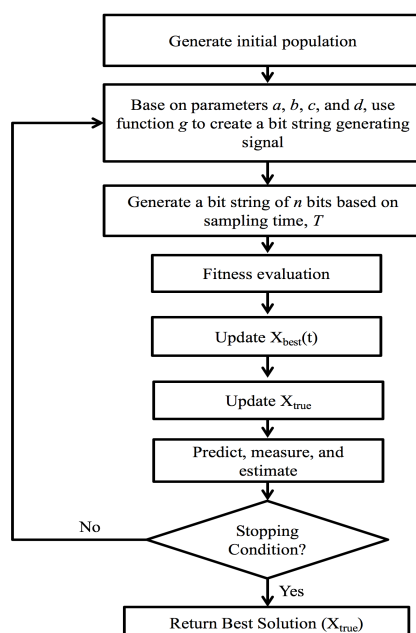 Generate initial population
Base on parameters a, b, c, and d, use
function g to create a bit string generating
signal
Generate a bit string of n bits based on
sampling time, T
Fitness evaluation
Update Xbest(t)
Update Xtrue
Predict, measure, and
estimate
No
Stopping
Condition?
Yes
Return Best Solution (Xtrue)